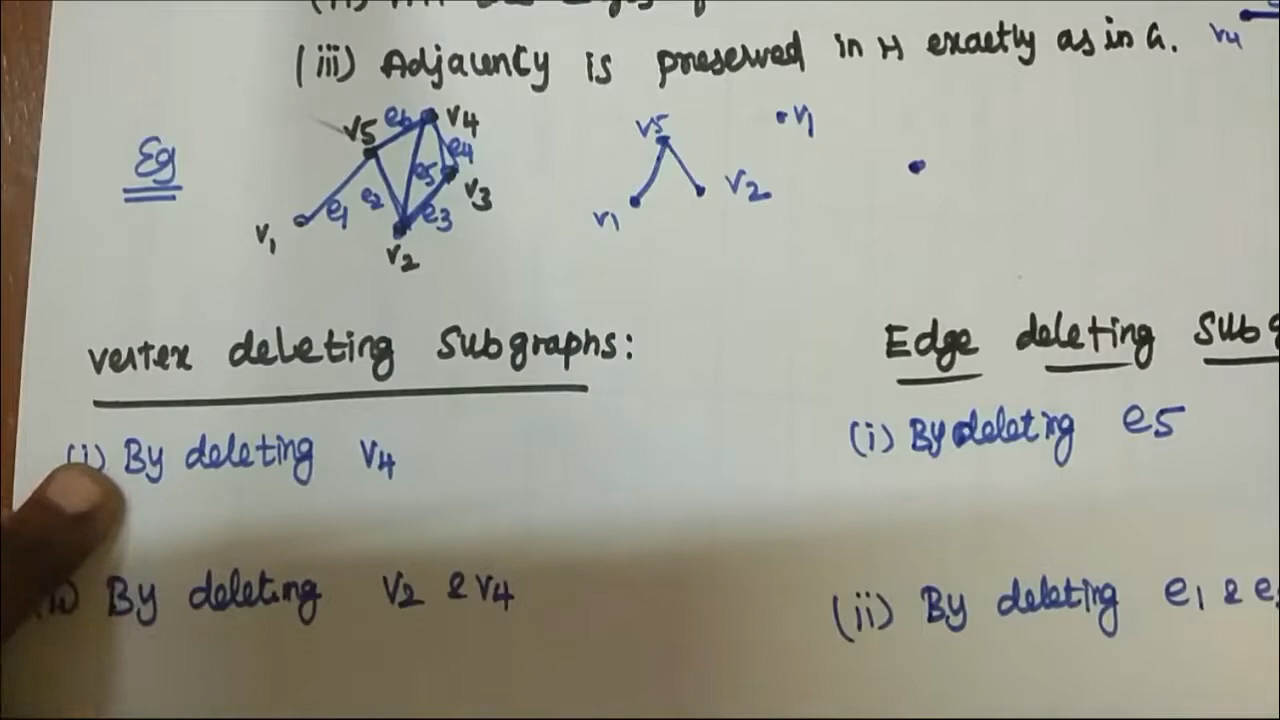 (iii) Adjacency is preserved in H exactly as in G.
v4
Eg
v5 e6 v4
e4
e5
v3
e1 e2 e3
v1
v2
v5
v1 v2
v1
vertex deleting Subgraphs:
(i) By deleting v4
By deleting v2 & v4
Edge deleting Sub
(i) By deleting e5
(ii) By deleting e1 & e